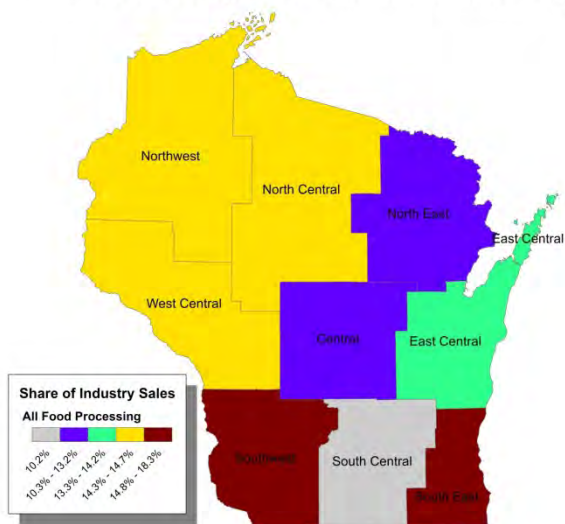 Northwest
North Central
North East
East Central
West Central
Central
East Central
Share of Industry Sales
All Food Processing
10.2%
10.3% - 13.2%
13.3% - 14.2%
14.3% - 14.7%
14.8% - 18.3%
Southwest
South Central
South East